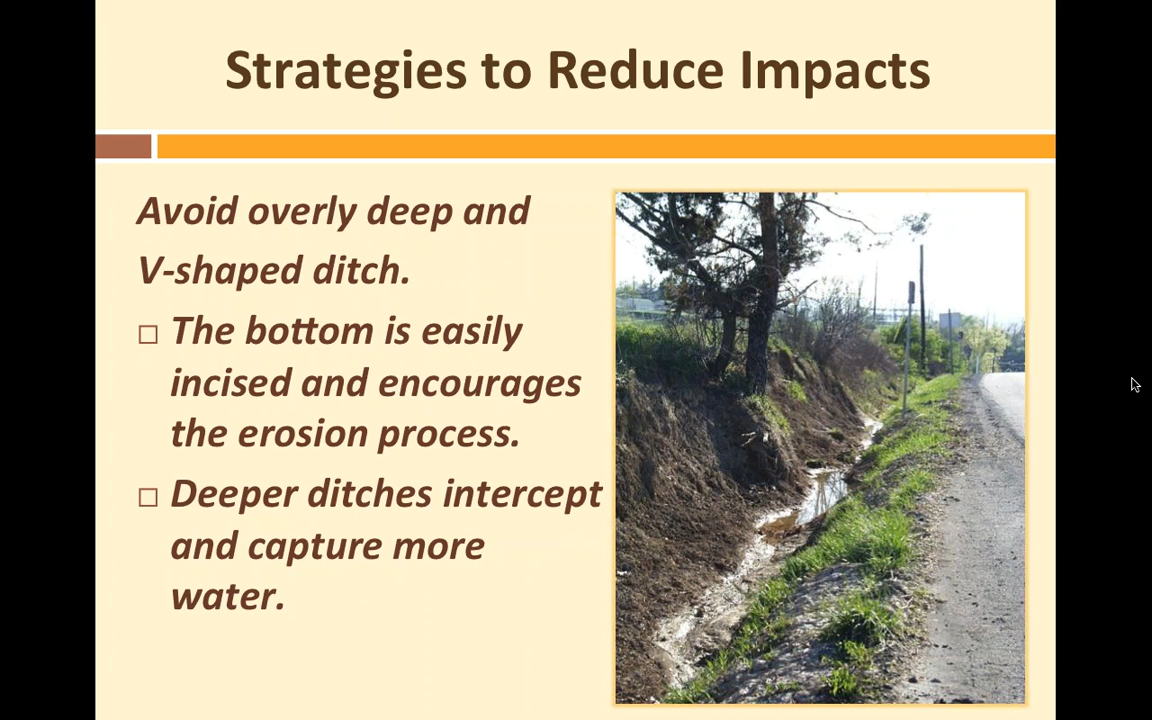 Strategies to Reduce Impacts
Avoid overly deep and
V-shaped ditch.
The bottom is easily
incised and encourages
the erosion process.
Deeper ditches intercept
and capture more
water.